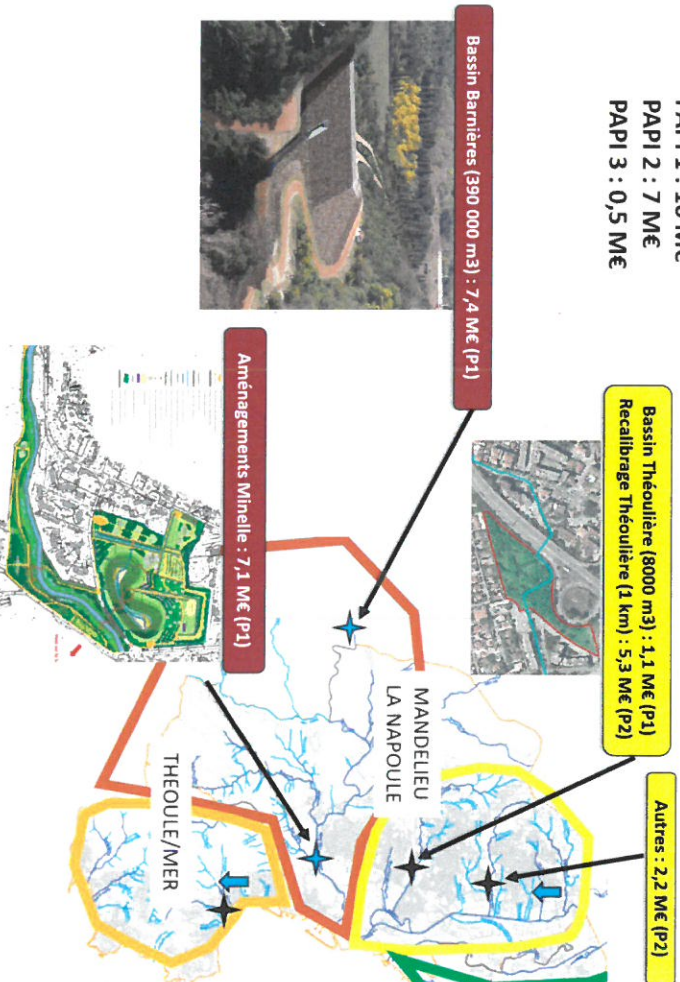 PAPI 2 : 7 M€
PAPI 3 : 0,5 M€
Bassin Barnières (390 000 m3) : 7,4 M€ (P1)
Bassin Théoulière (8000 m3) : 1,1 M€ (P1)
Recalibrage Théoulière (1 km) : 5,3 M€ (P2)
Autres : 2,2 M€ (P2)
Aménagements Minelle : 7,1 M€ (P1)
MANDELIEU
LA NAPOULE
THEOULE/MER